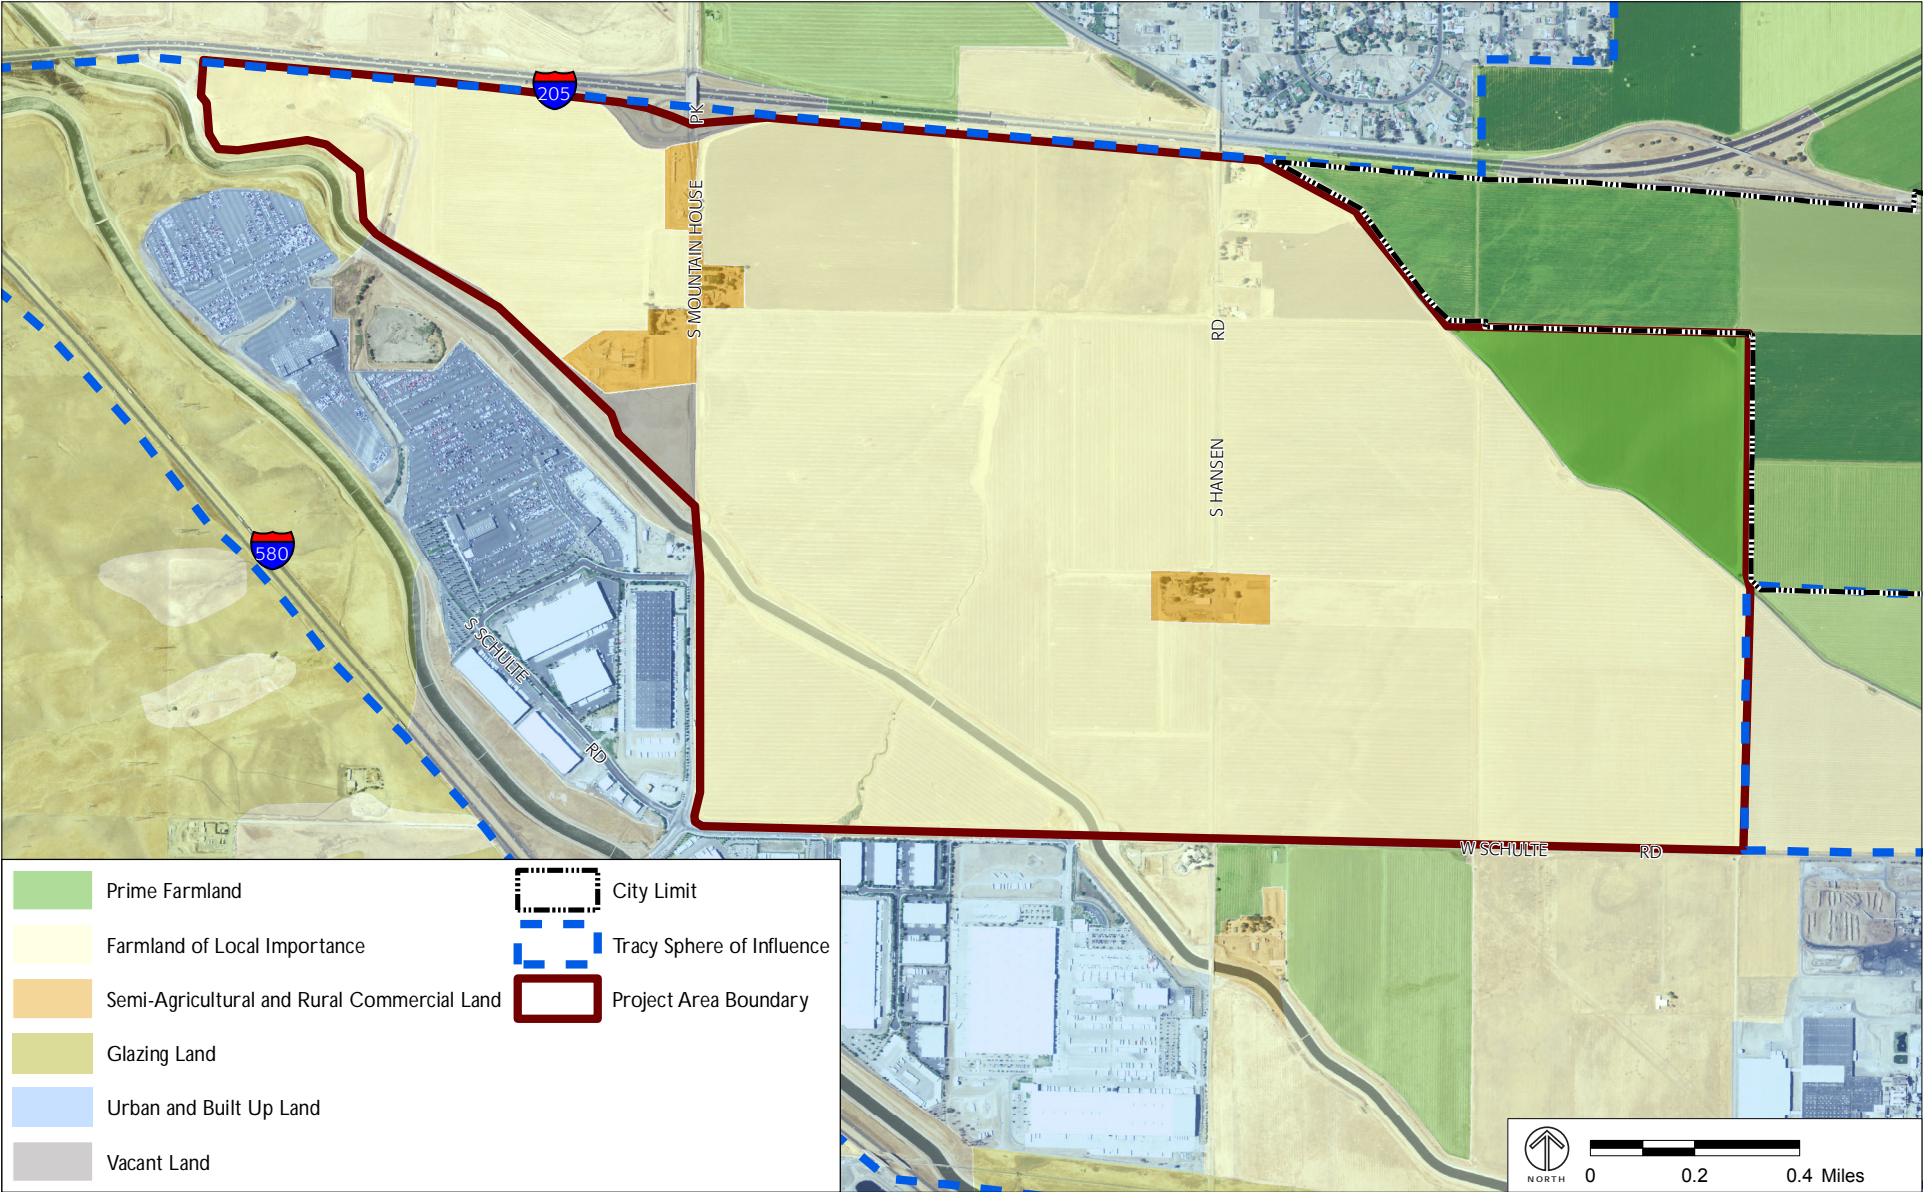 205
PK
S MOUNTAIN HOUSE
RD
S HANSEN
580
S SCHULTE
RD
W SCHULTE RD
Prime Farmland
Farmland of Local Importance
Semi-Agricultural and Rural Commercial Land
Glazing Land
Urban and Built Up Land
Vacant Land
City Limit
Tracy Sphere of Influence
Project Area Boundary
NORTH
0 0.2 0.4 Miles